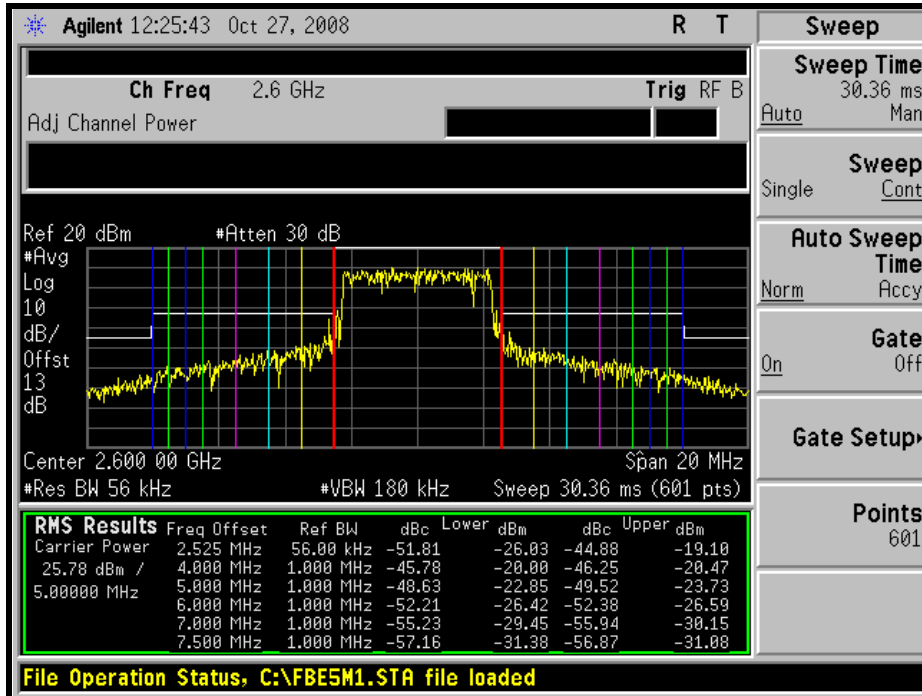 Agilent 12:25:43 Oct 27, 2008 R T
Ch Freq 2.6 GHz Trig RF B
Adj Channel Power
Ref 20 dBm #Atten 30 dB
#Avg
Log
10
dB/
Offst
13
dB
Center 2.600 00 GHz Span 20 MHz
#Res BW 56 kHz #VBW 180 kHz Sweep 30.36 ms (601 pts)
RMS Results Freq Offset Ref BW dBc Lower dBm dBc Upper dBm
Carrier Power 2.525 MHz 56.00 kHz -51.81 -26.03 -44.88 -19.10
25.78 dBm / 4.000 MHz 1.000 MHz -45.78 -20.00 -46.25 -20.47
5.00000 MHz 5.000 MHz 1.000 MHz -48.63 -22.85 -49.52 -23.73
6.000 MHz 1.000 MHz -52.21 -26.42 -52.38 -26.59
7.000 MHz 1.000 MHz -55.23 -29.45 -55.94 -30.15
7.500 MHz 1.000 MHz -57.16 -31.38 -56.87 -31.08
File Operation Status, C:\FBE5M1.STA file loaded
Sweep
Sweep Time
30.36 ms
Auto Man
Sweep
Single Cont
Auto Sweep
Time
Norm Accy
Gate
On Off
Gate Setup
Points
601